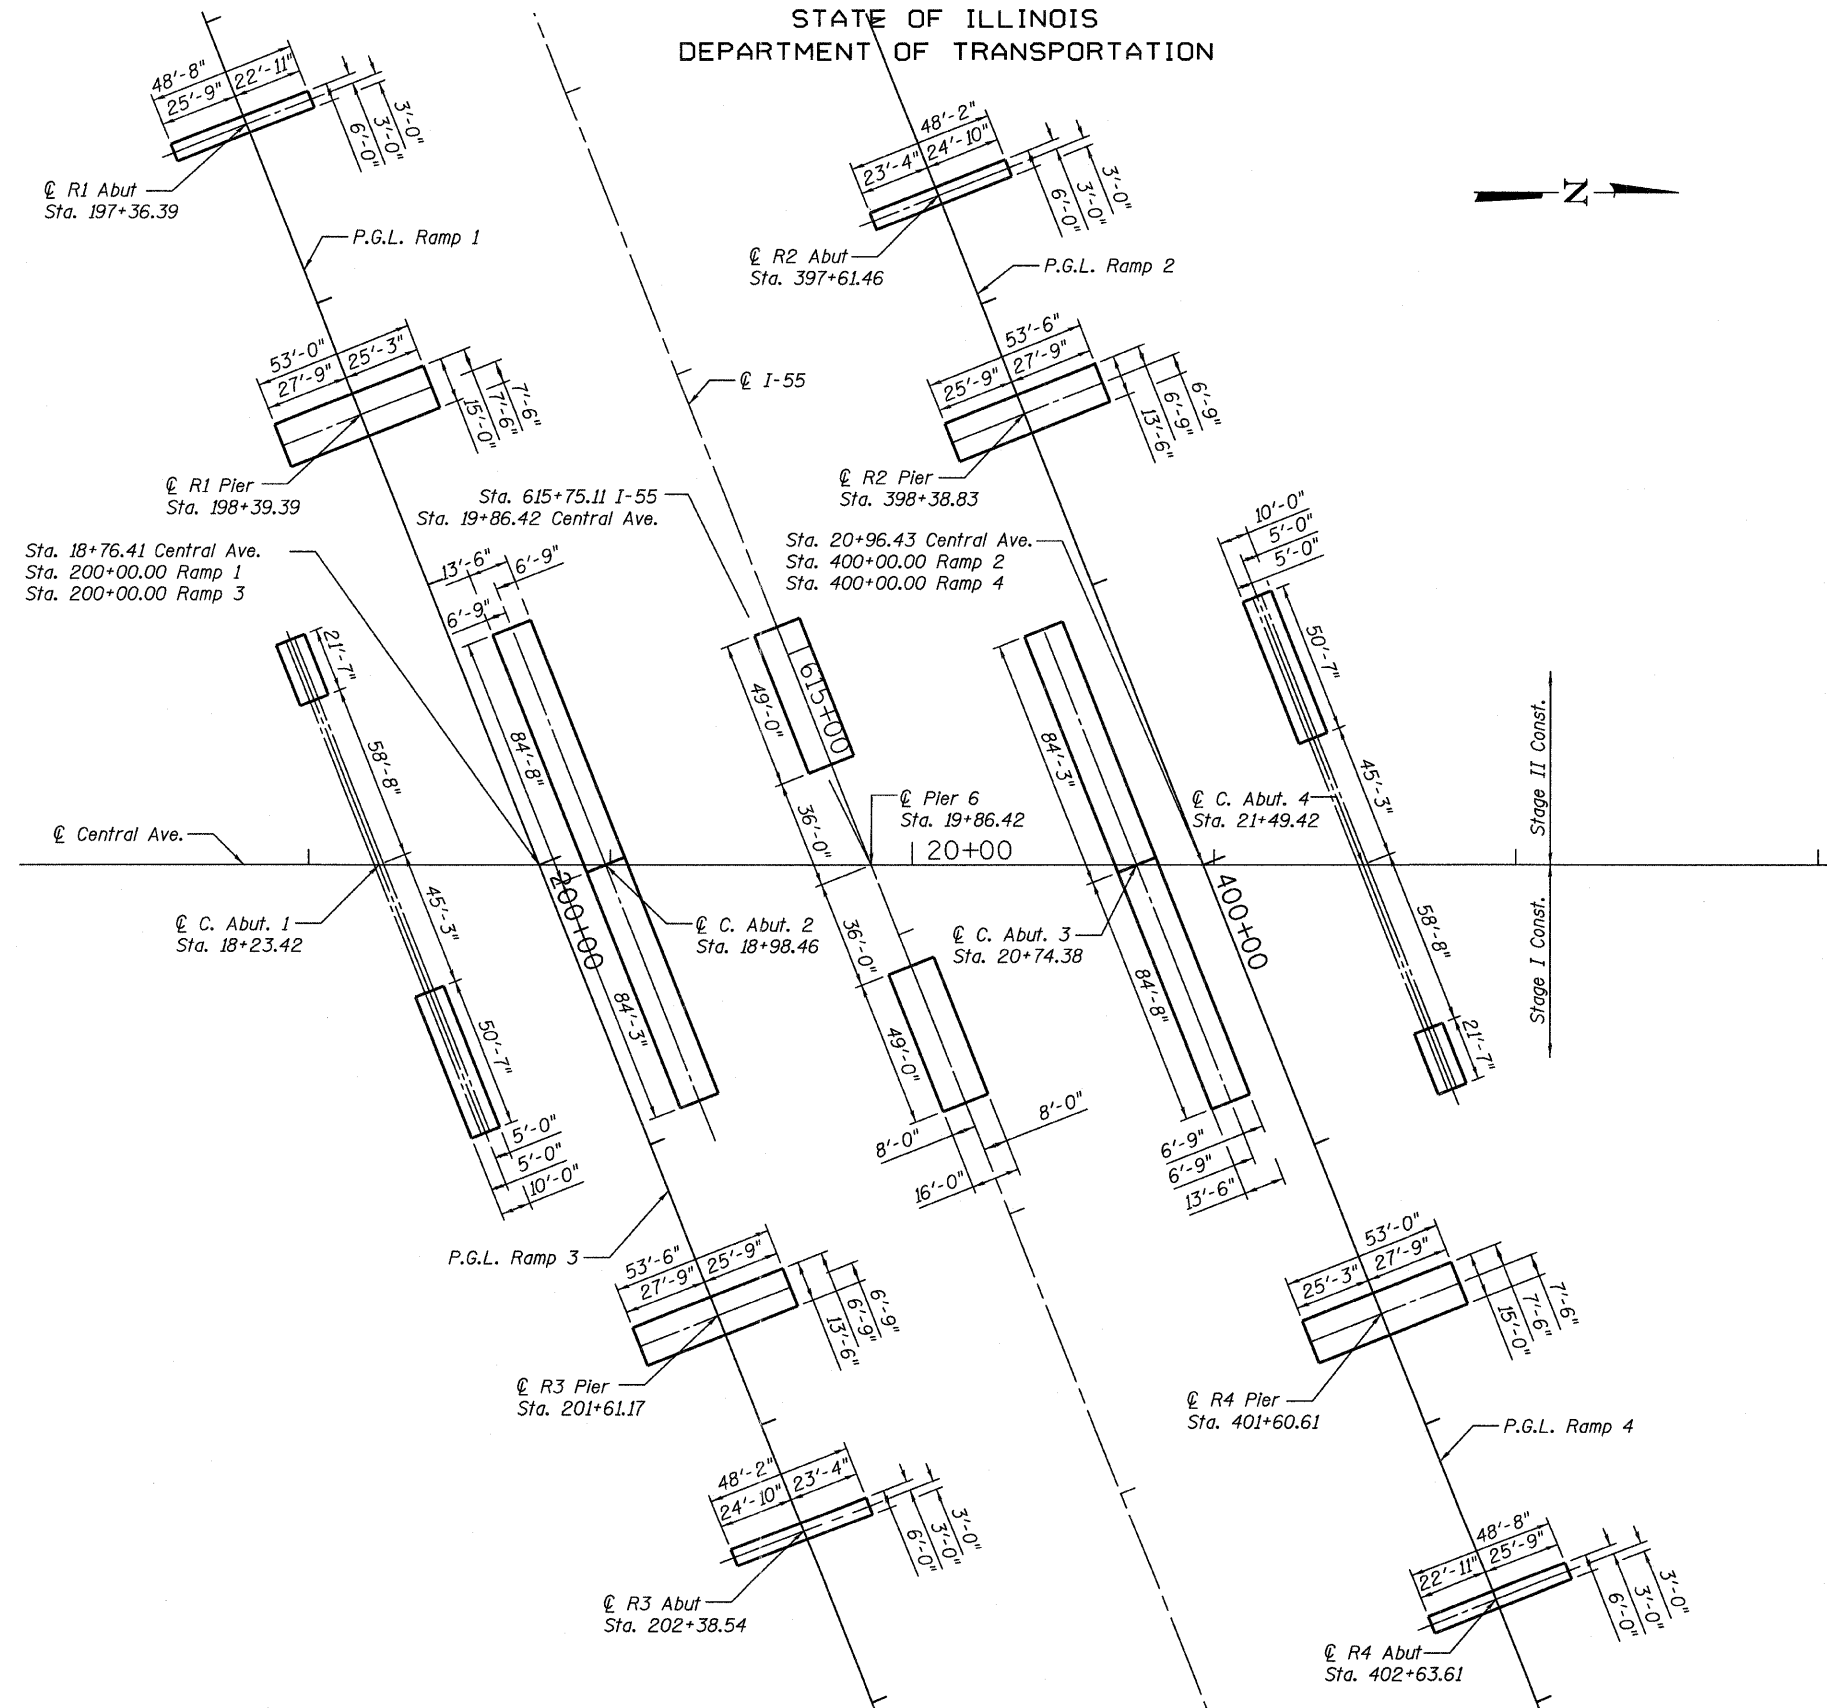 STATE OF ILLINOIS
DEPARTMENT OF TRANSPORTATION
48'-8"
25'-9"
22'-11"
3'-0"
3'-0"
6'-0"
℄ R1 Abut
Sta. 197+36.39
P.G.L. Ramp 1
48'-2"
23'-4"
24'-10"
3'-0"
3'-0"
6'-0"
℄ R2 Abut
Sta. 397+61.46
P.G.L. Ramp 2
N
53'-0"
27'-9"
25'-3"
7'-6"
7'-6"
15'-0"
℄ R1 Pier
Sta. 198+39.39
℄ I-55
53'-6"
25'-9"
27'-9"
6'-9"
6'-9"
13'-6"
℄ R2 Pier
Sta. 398+38.83
Sta. 615+75.11 I-55
Sta. 19+86.42 Central Ave.
Sta. 18+76.41 Central Ave.
Sta. 200+00.00 Ramp 1
Sta. 200+00.00 Ramp 3
Sta. 20+96.43 Central Ave.
Sta. 400+00.00 Ramp 2
Sta. 400+00.00 Ramp 4
13'-6"
6'-9"
6'-9"
10'-0"
5'-0"
5'-0"
21'-7"
58'-8"
84'-8"
49'-0"
615+00
36'-0"
84'-3"
50'-7"
45'-3"
Stage II Const.
℄ Pier 6
Sta. 19+86.42
℄ C. Abut. 4
Sta. 21+49.42
℄ Central Ave.
20+00
℄ C. Abut. 1
Sta. 18+23.42
45'-3"
200+00
℄ C. Abut. 2
Sta. 18+98.46
36'-0"
℄ C. Abut. 3
Sta. 20+74.38
400+00
58'-8"
Stage I Const.
50'-7"
84'-3"
49'-0"
84'-8"
21'-7"
5'-0"
5'-0"
10'-0"
8'-0"
8'-0"
16'-0"
6'-9"
6'-9"
13'-6"
P.G.L. Ramp 3
53'-6"
27'-9"
25'-9"
6'-9"
6'-9"
13'-6"
℄ R3 Pier
Sta. 201+61.17
53'-0"
25'-3"
27'-9"
7'-6"
7'-6"
15'-0"
℄ R4 Pier
Sta. 401+60.61
P.G.L. Ramp 4
48'-2"
24'-10"
23'-4"
3'-0"
3'-0"
6'-0"
℄ R3 Abut
Sta. 202+38.54
48'-8"
22'-11"
25'-9"
3'-0"
3'-0"
6'-0"
℄ R4 Abut
Sta. 402+63.61